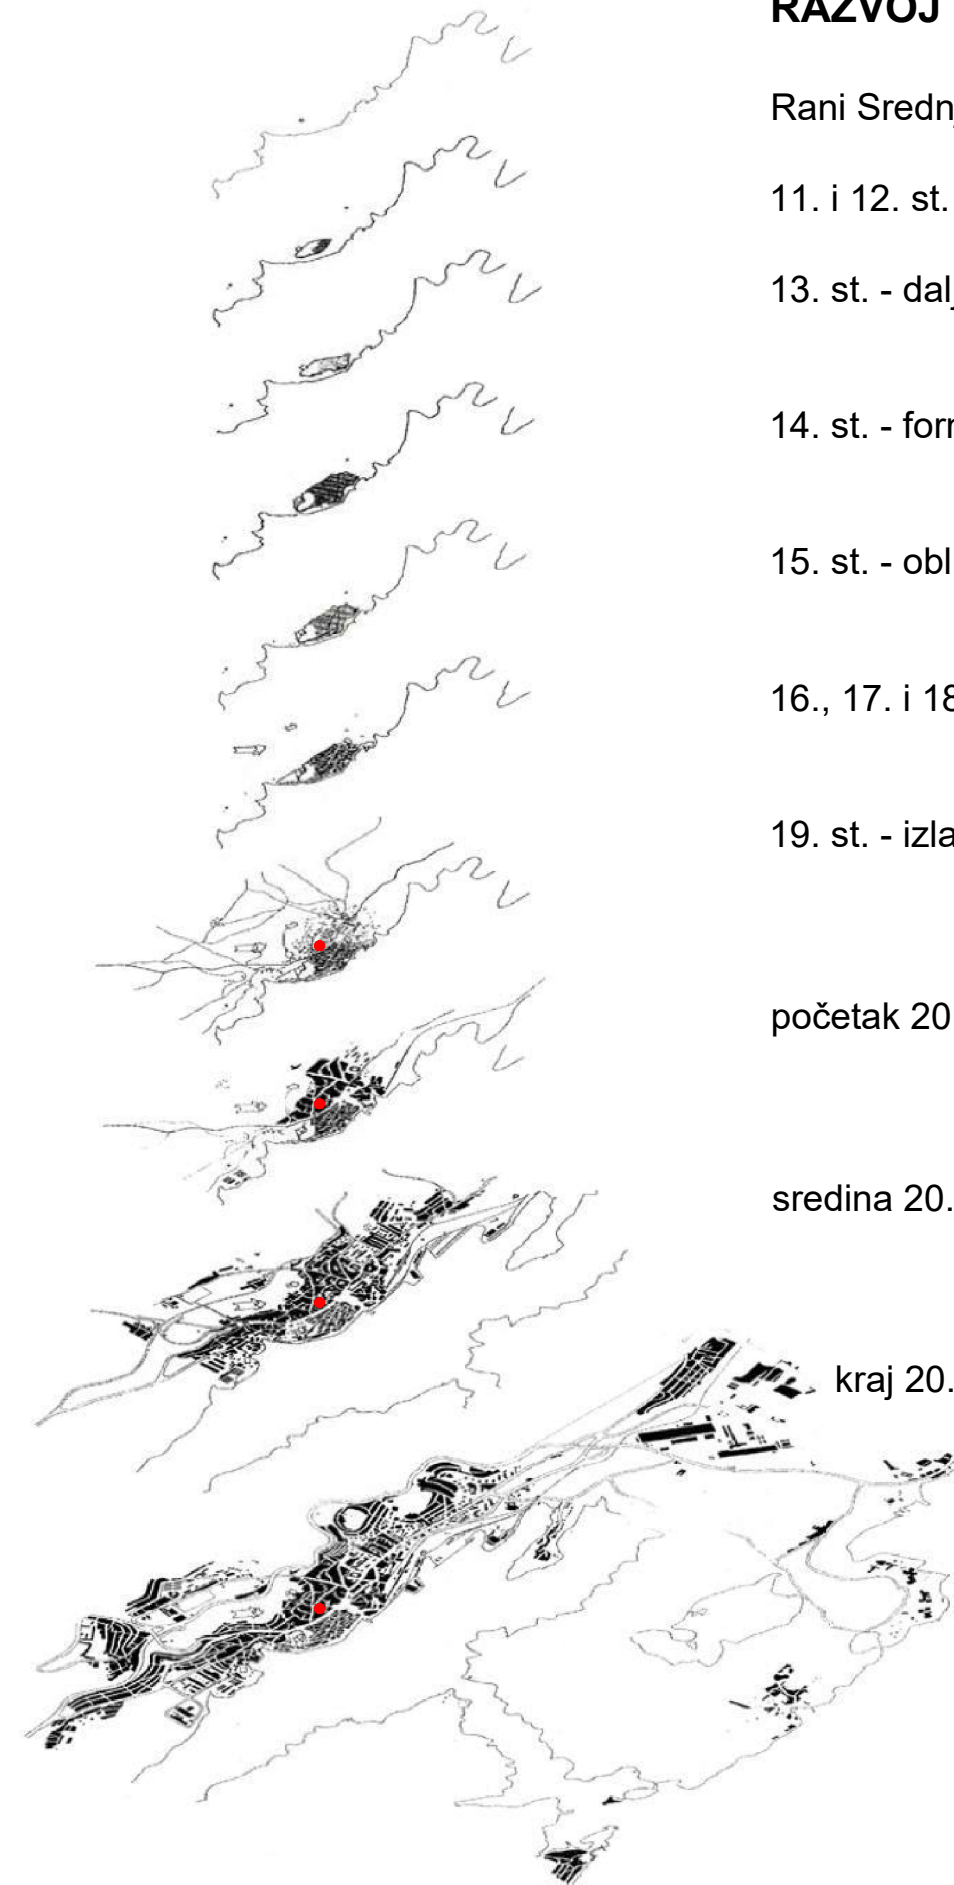 RAZVOJ
Rani Sredn
11. i 12. st.
13. st. - dal
14. st. - for
15. st. - obl
16., 17. i 18
19. st. - izla
početak 20
sredina 20.
kraj 20.